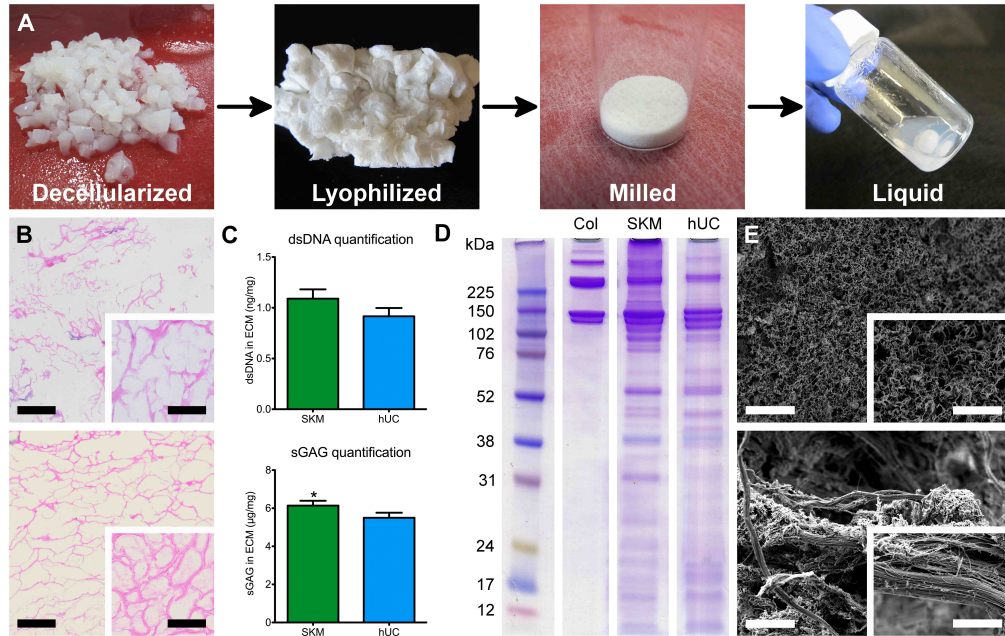 A
Decellularized
Lyophilized
Milled
Liquid
B
C
dsDNA quantification
dsDNA in ECM (ng/mg)
1.5
1.0
0.5
0.0
SKM
hUC
sGAG quantification
sGAG in ECM (μg/mg)
8
6
4
2
0
*
SKM
hUC
D
Col
SKM
hUC
kDa
225
150
102
76
52
38
31
24
17
12
E